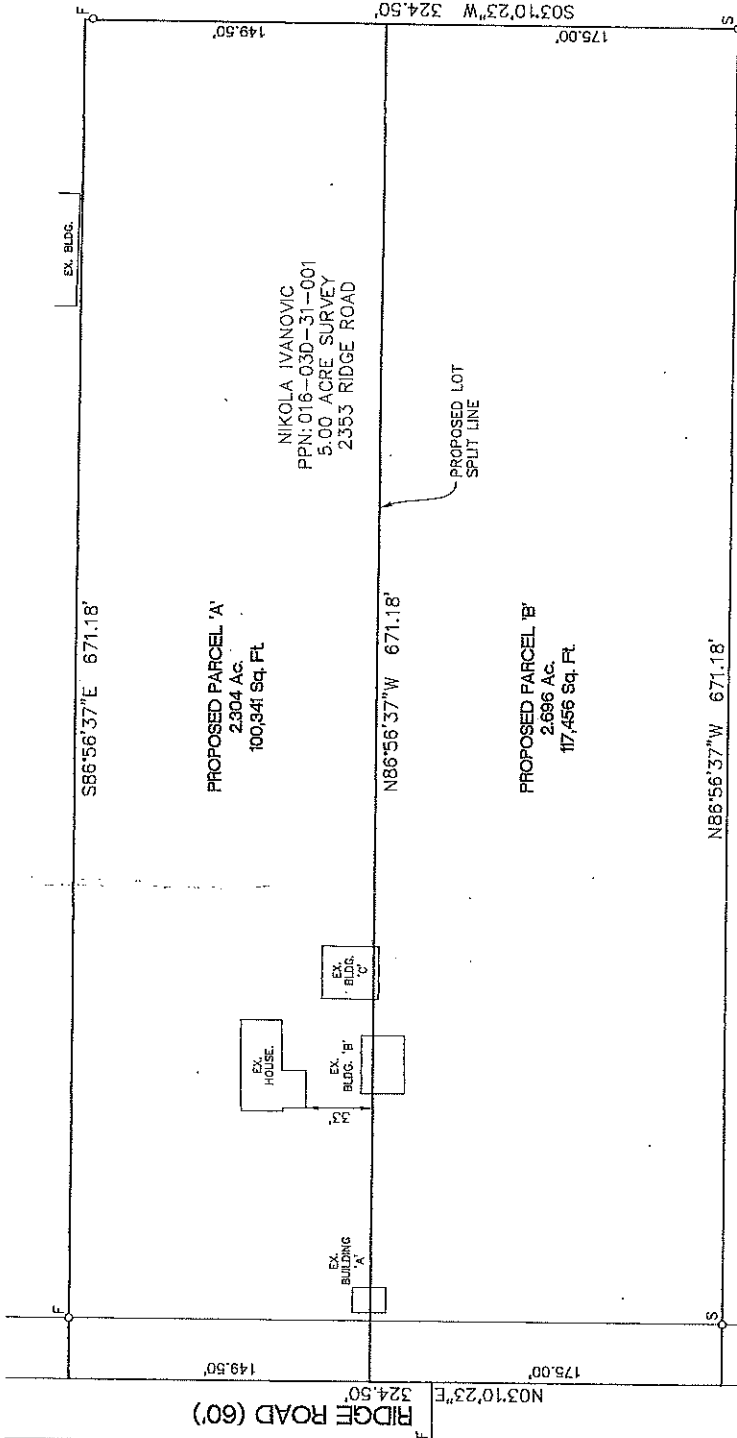 F
F
149.50'
S03°10'23"W 324.50'
175.00'
S
EX. BLDG.
NIKOLA IVANOVIC
PPN: 016-03D-31-001
5.00 ACRE SURVEY
2353 RIDGE ROAD
PROPOSED LOT
SPLIT LINE
S86°56'37"E 671.18'
PROPOSED PARCEL 'A'
2.304 Ac.
100,341 Sq. Ft.
N86°56'37"W 671.18'
PROPOSED PARCEL 'B'
2.696 Ac.
117,456 Sq. Ft.
N86°56'37"W 671.18'
EX.
BLDG.
'C'
EX.
HOUSE.
EX.
BLDG. 'B'
33'
EX.
BUILDING
'A'
S
149.50'
175.00'
N03°10'23"E
324.50'
RIDGE ROAD (60')
F